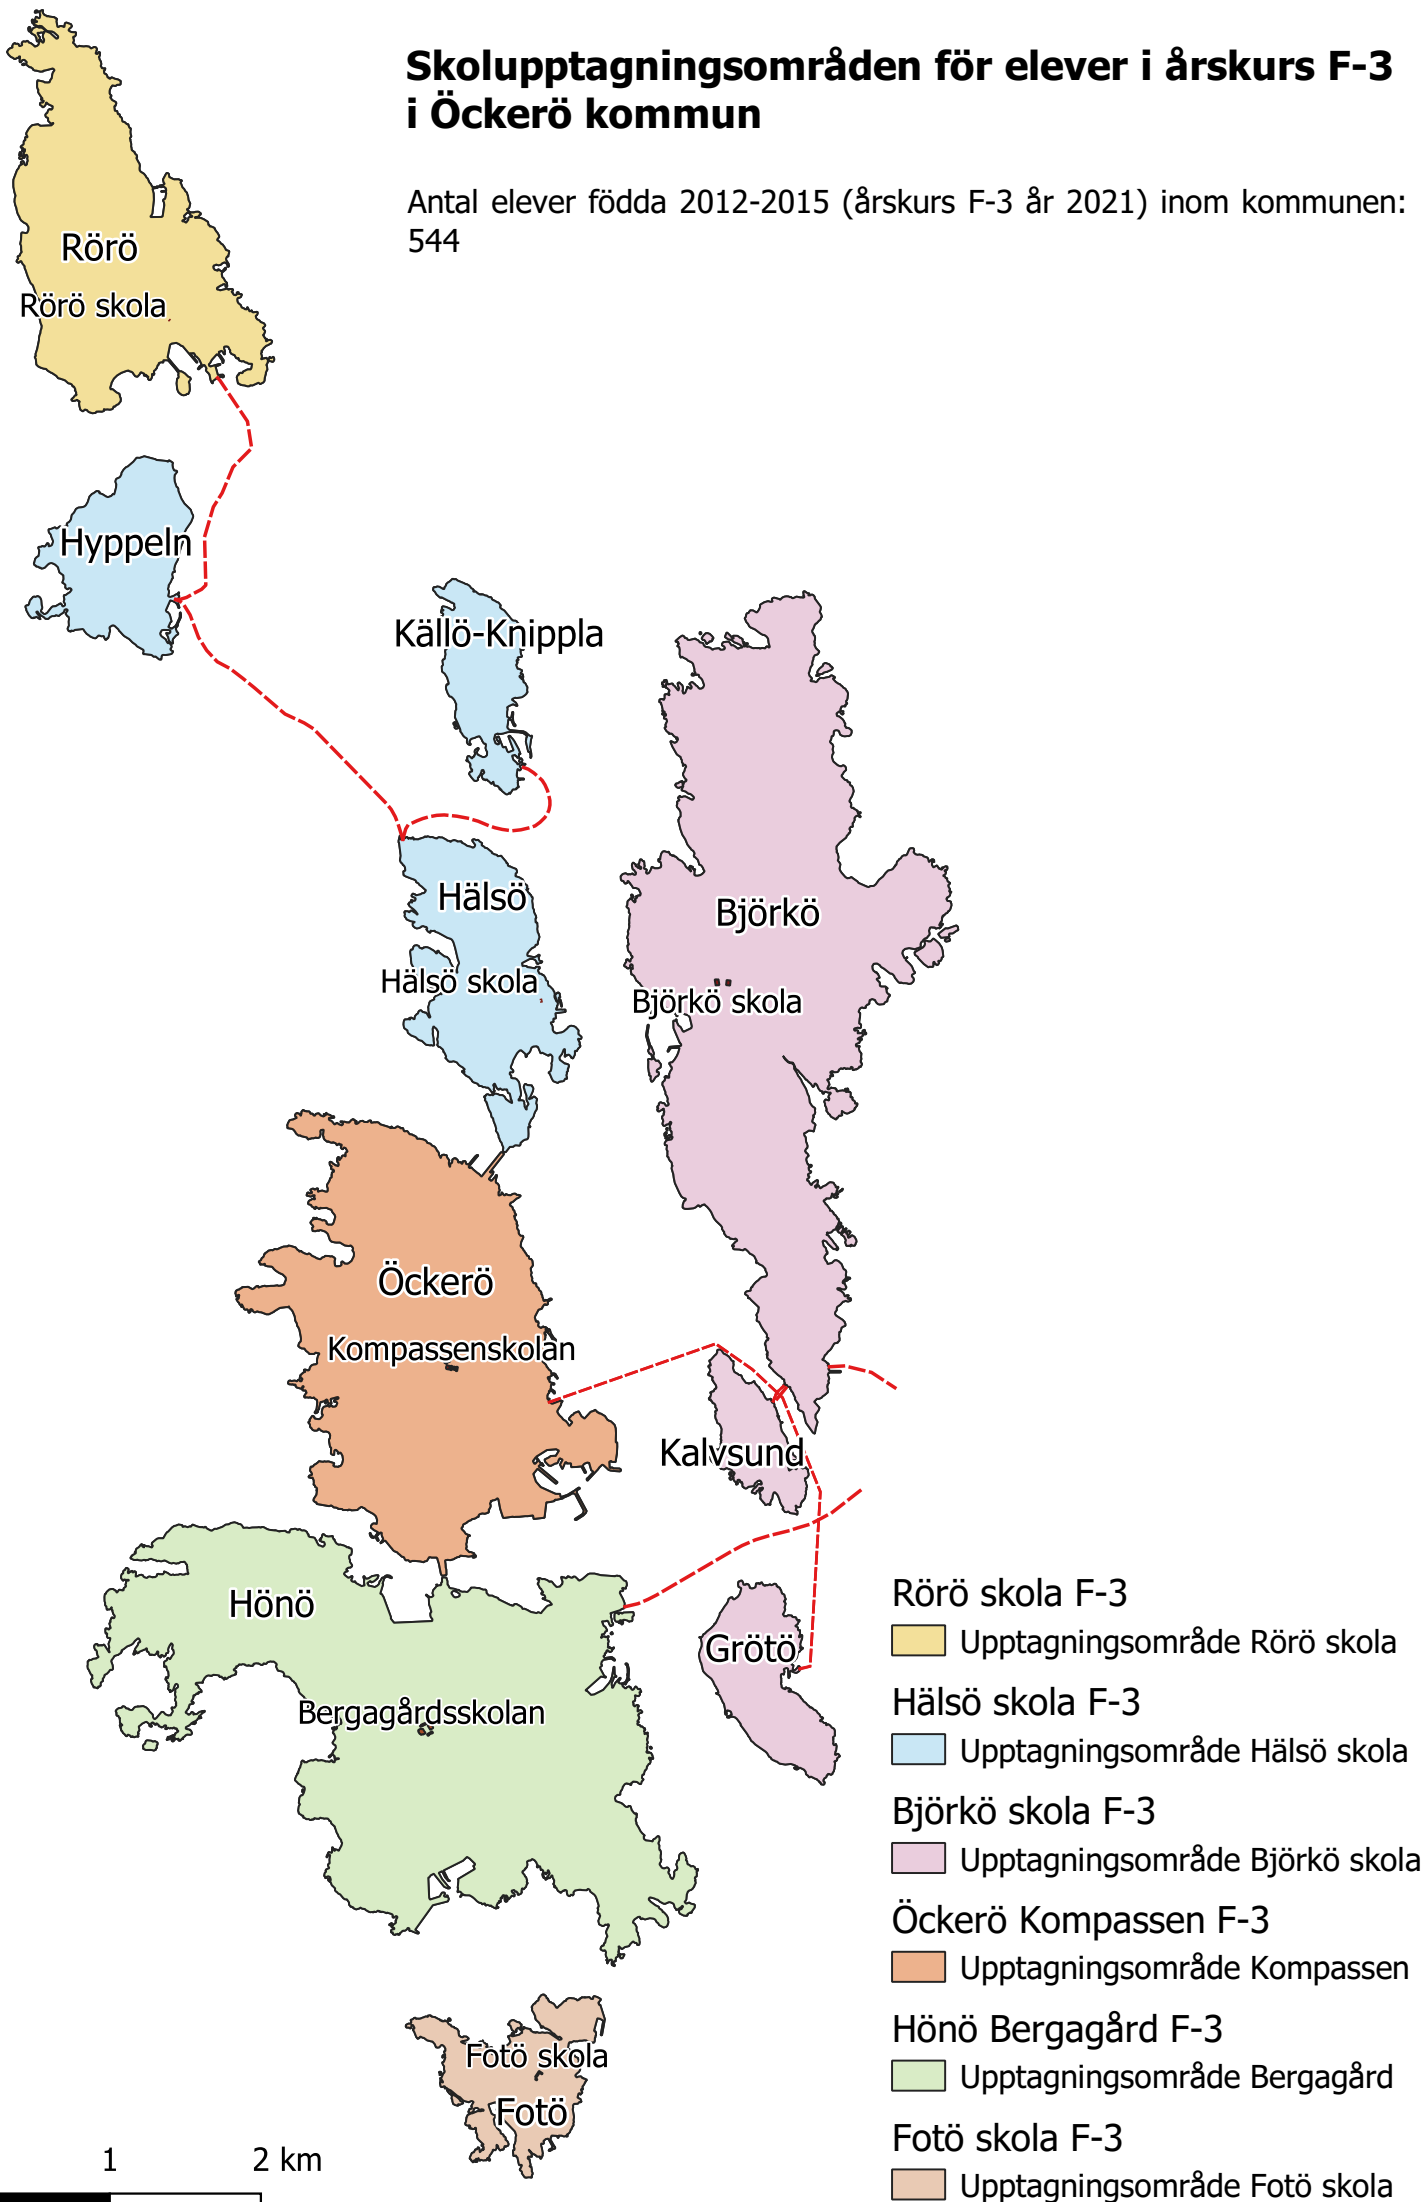 Skolupptagningsområden för elever i årskurs F-3
i Öckerö kommun
Antal elever födda 2012-2015 (årskurs F-3 år 2021) inom kommunen:
544
Rörö
Rörö skola
Hyppeln
Källö-Knippla
Hälsö
Björkö
Hälsö skola
Björkö skola
Öckerö
Kompassenskolan
Kalvsund
Hönö
Grötö
Bergagårdsskolan
Fotö skola
Fotö
1 2 km
Rörö skola F-3
Upptagningsområde Rörö skola
Hälsö skola F-3
Upptagningsområde Hälsö skola
Björkö skola F-3
Upptagningsområde Björkö skola
Öckerö Kompassen F-3
Upptagningsområde Kompassen
Hönö Bergagård F-3
Upptagningsområde Bergagård
Fotö skola F-3
Upptagningsområde Fotö skola